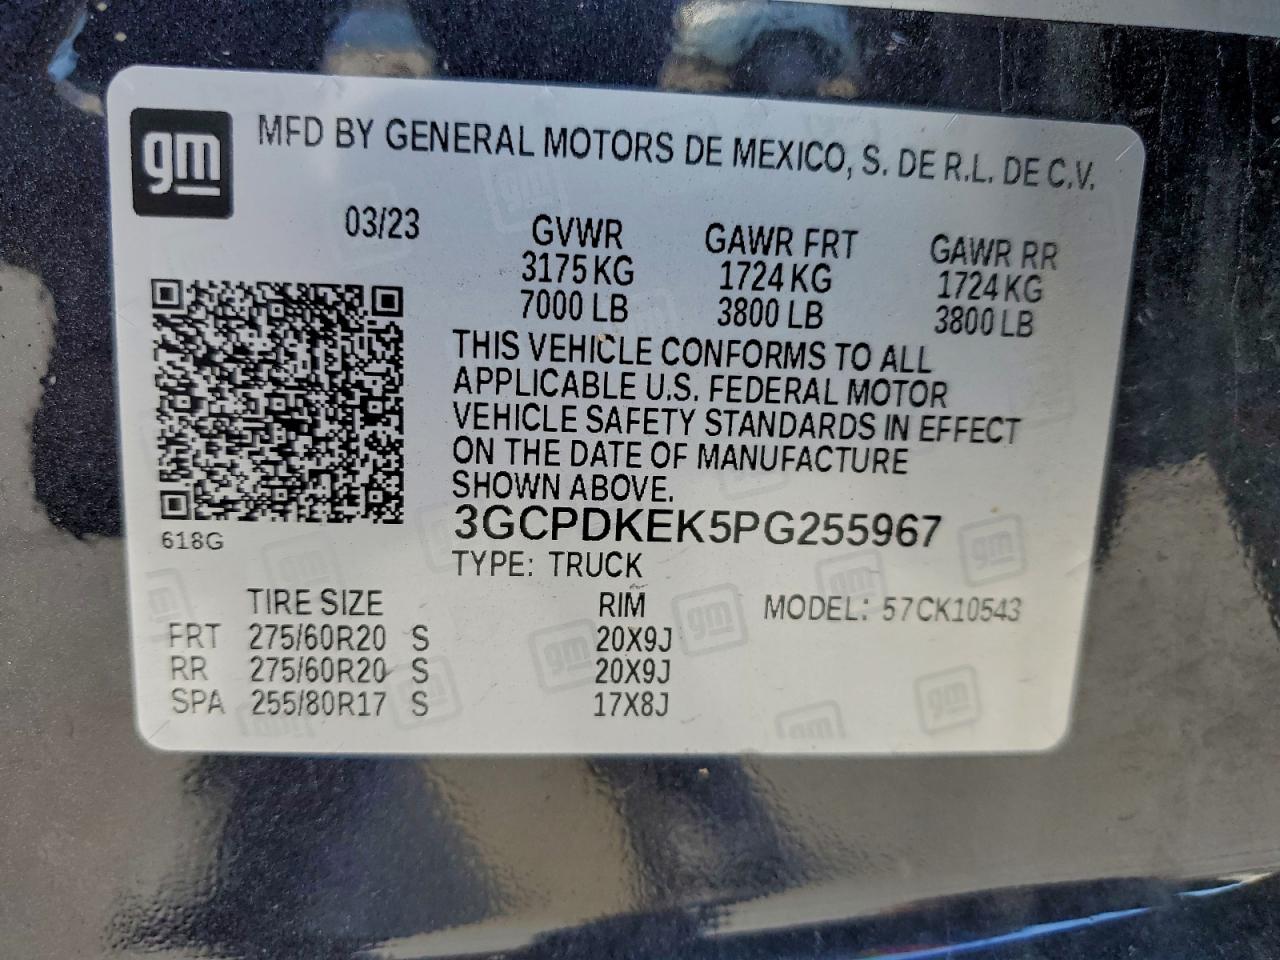 gm
MFD BY GENERAL MOTORS DE MEXICO, S. DE R.L. DE C.V.
03/23 GVWR GAWR FRT GAWR RR
3175 KG 1724 KG 1724 KG
7000 LB 3800 LB 3800 LB
THIS VEHICLE CONFORMS TO ALL
APPLICABLE U.S. FEDERAL MOTOR
VEHICLE SAFETY STANDARDS IN EFFECT
ON THE DATE OF MANUFACTURE
SHOWN ABOVE.
3GCPDKEK5PG255967
618G
TYPE: TRUCK
TIRE SIZE RIM MODEL: 57CK10543
FRT 275/60R20 S 20X9J
RR 275/60R20 S 20X9J
SPA 255/80R17 S 17X8J